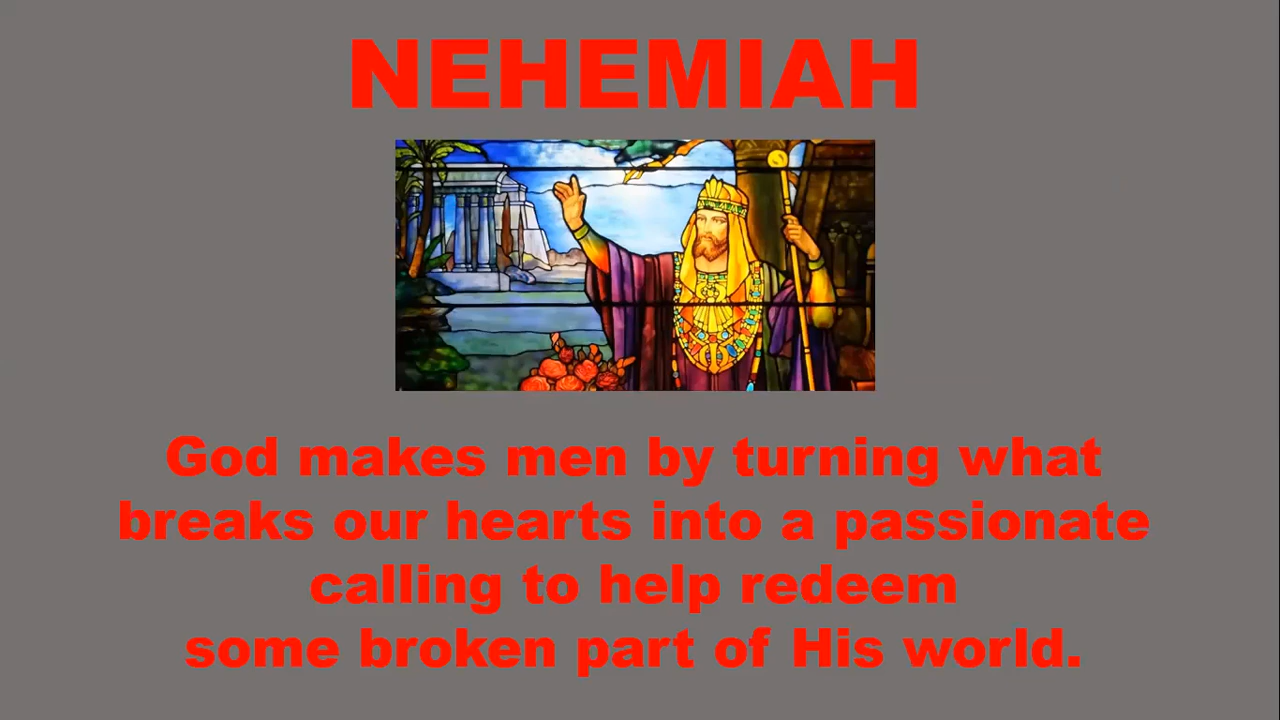 NEHEMIAH
God makes men by turning what
breaks our hearts into a passionate
calling to help redeem
some broken part of His world.